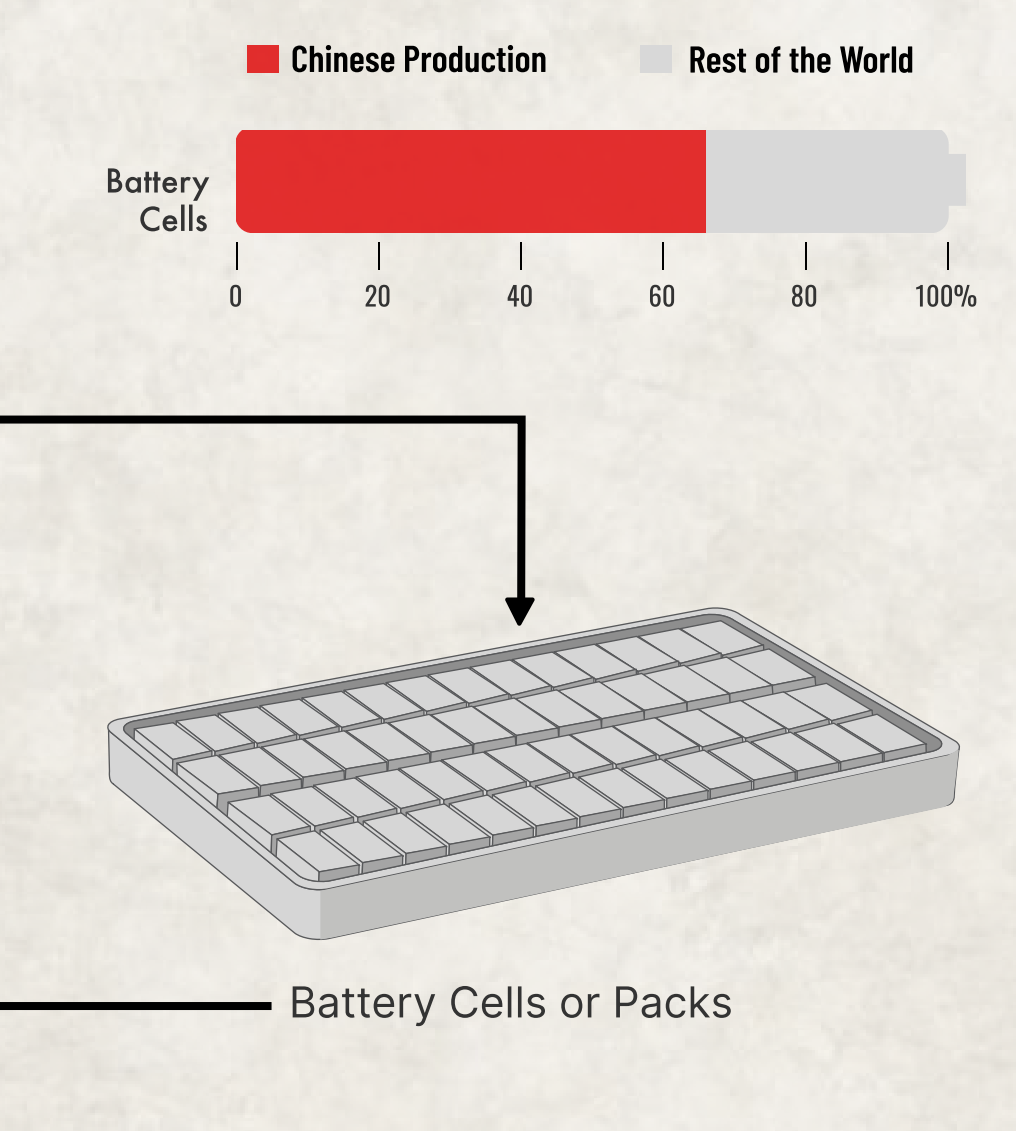 Chinese Production
Rest of the World
Battery
Cells
0 20 40 60 80 100%
Battery Cells or Packs